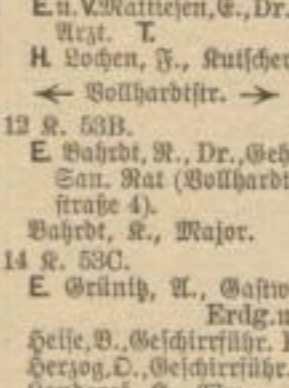 E. u. V. Mattiesen, E., Dr.
Arzt. T.
H. Lochen, F., Kutscher
← Vollhardtstr. →
12 K. 53B.
E. Bahrdt, R., Dr., Geh
San. Rat (Vollhardt
straße 4).
Bahrdt, K., Major.
14 K. 53C.
E. Grünitz, A., Gastw
Erdg. u
Heise, B., Geschirrführ.
Herzog, O., Geschirrführ.